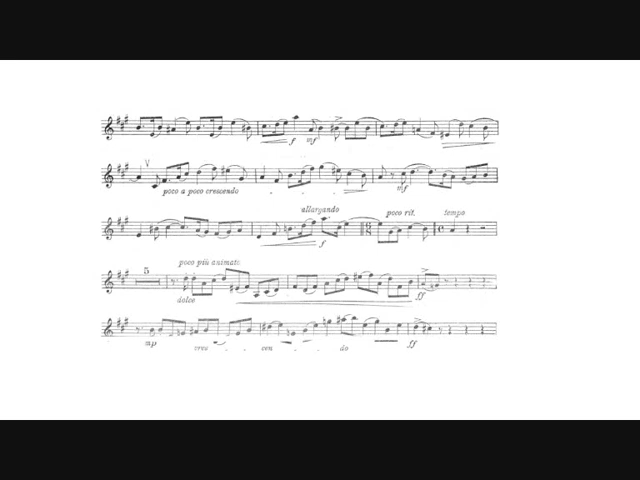 f mf
poco a poco crescendo mf
allargando poco rit. tempo
f
5 poco più animato
dolce ff
mp cres - - cen - - do ff